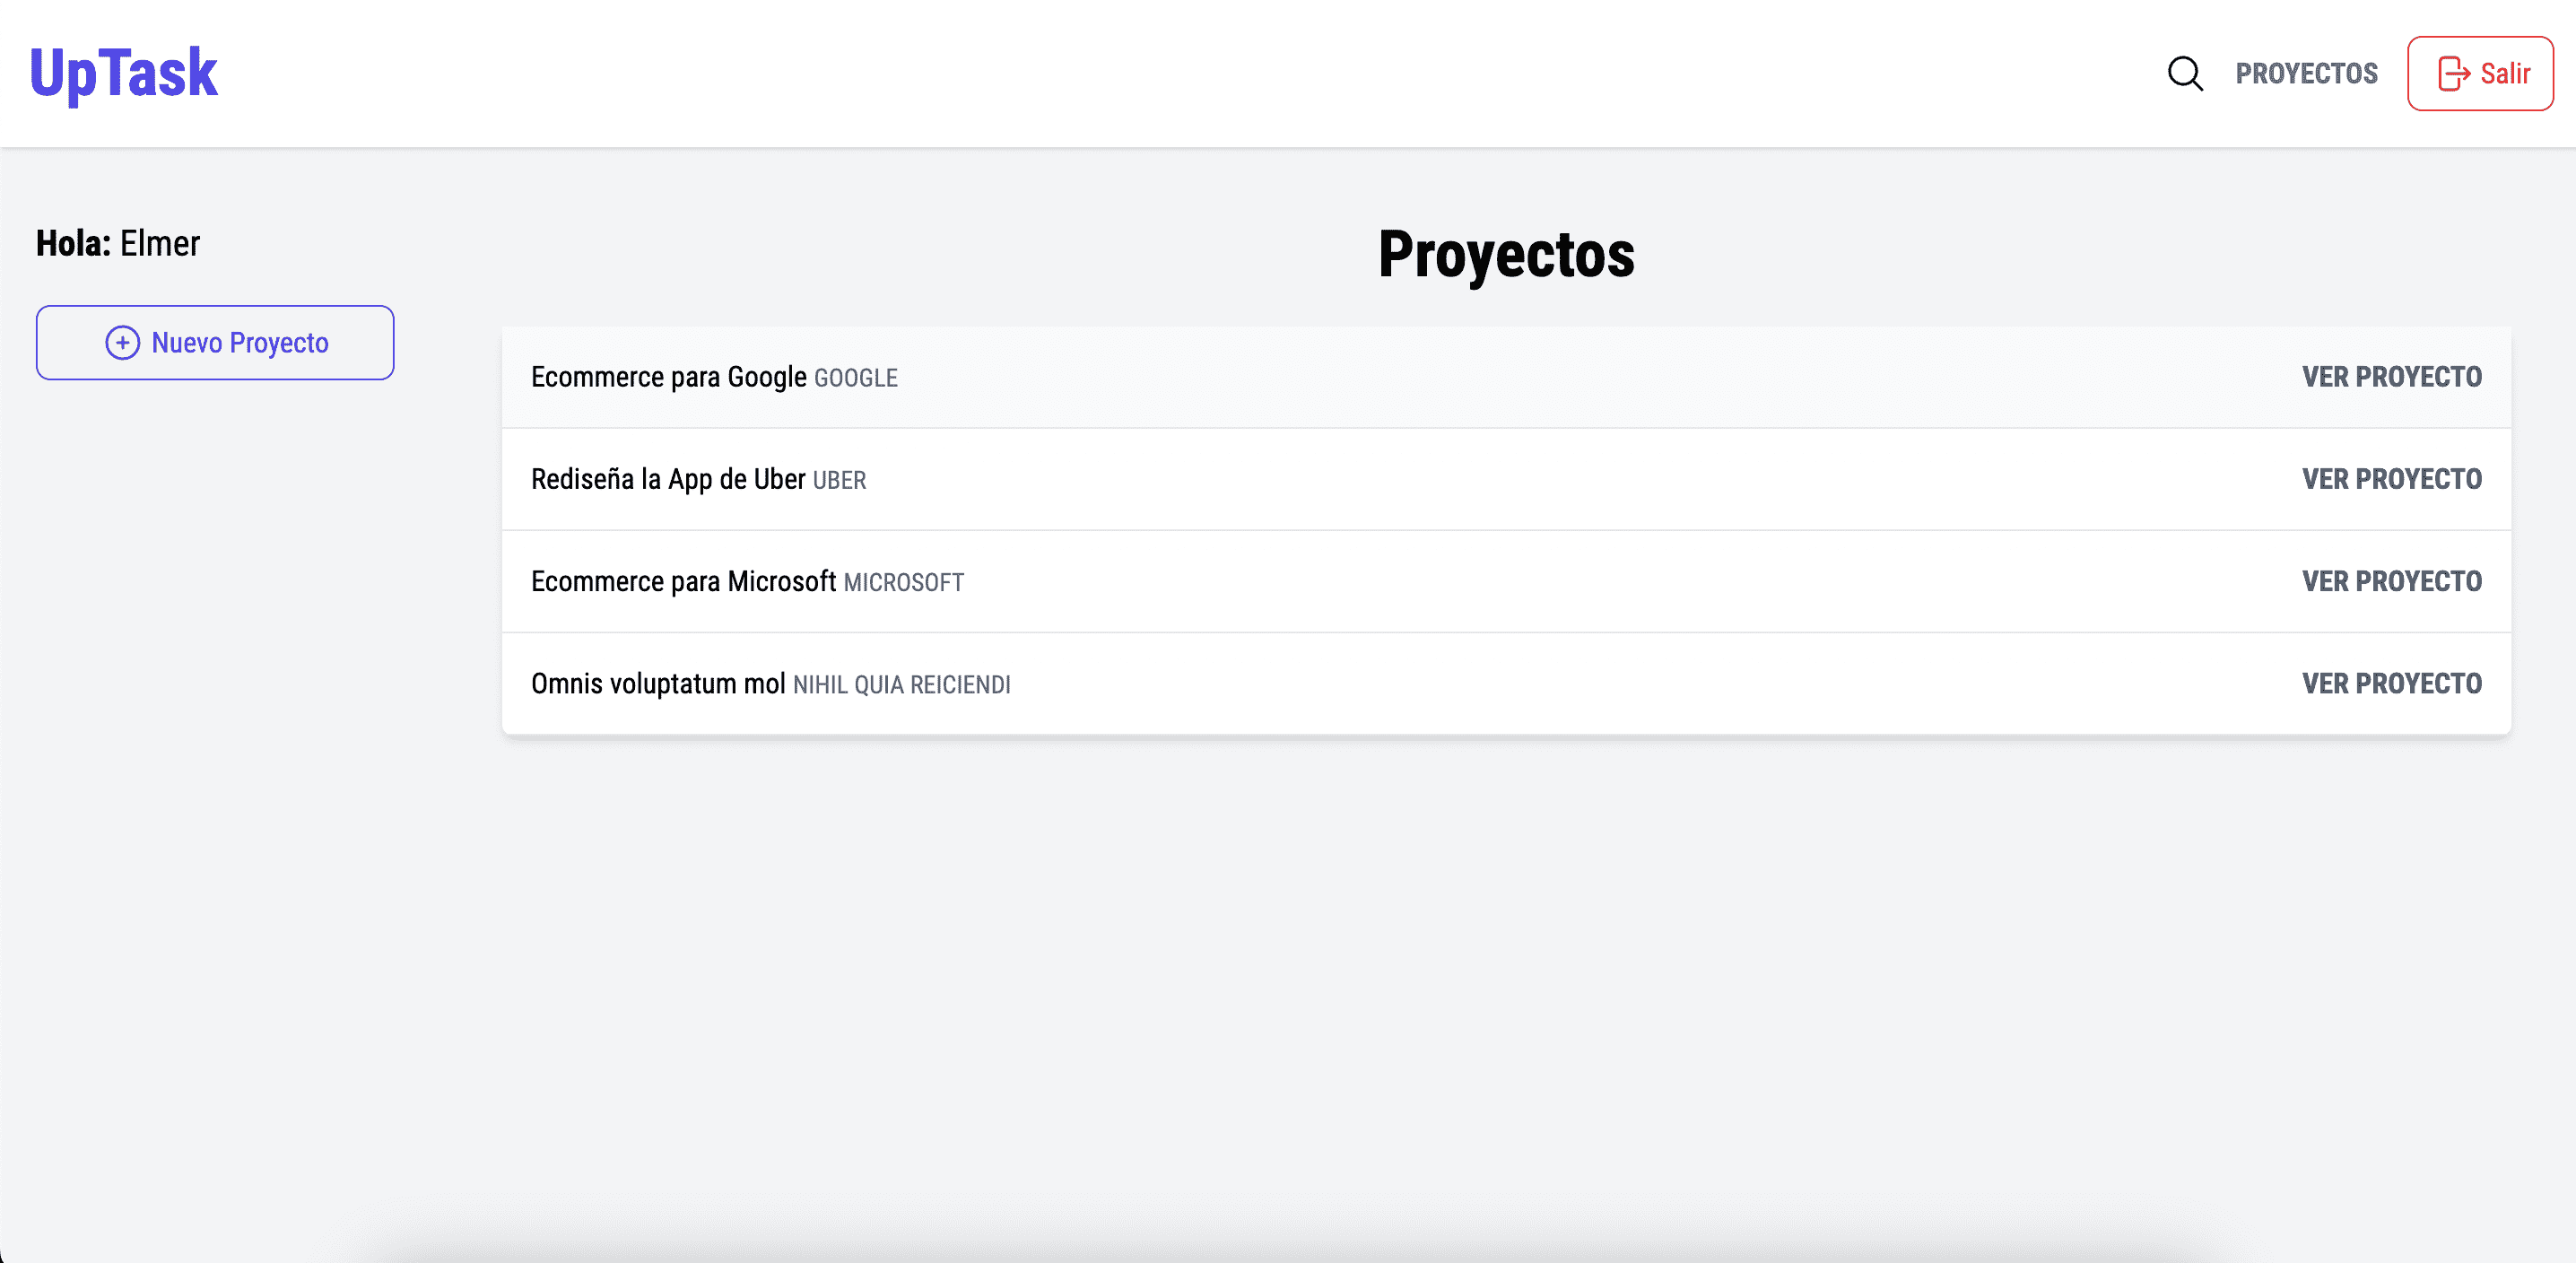 UpTask
PROYECTOS
Salir
Hola: Elmer
Nuevo Proyecto
Proyectos
Ecommerce para Google GOOGLE
VER PROYECTO
Rediseña la App de Uber UBER
VER PROYECTO
Ecommerce para Microsoft MICROSOFT
VER PROYECTO
Omnis voluptatum mol NIHIL QUIA REICIENDI
VER PROYECTO